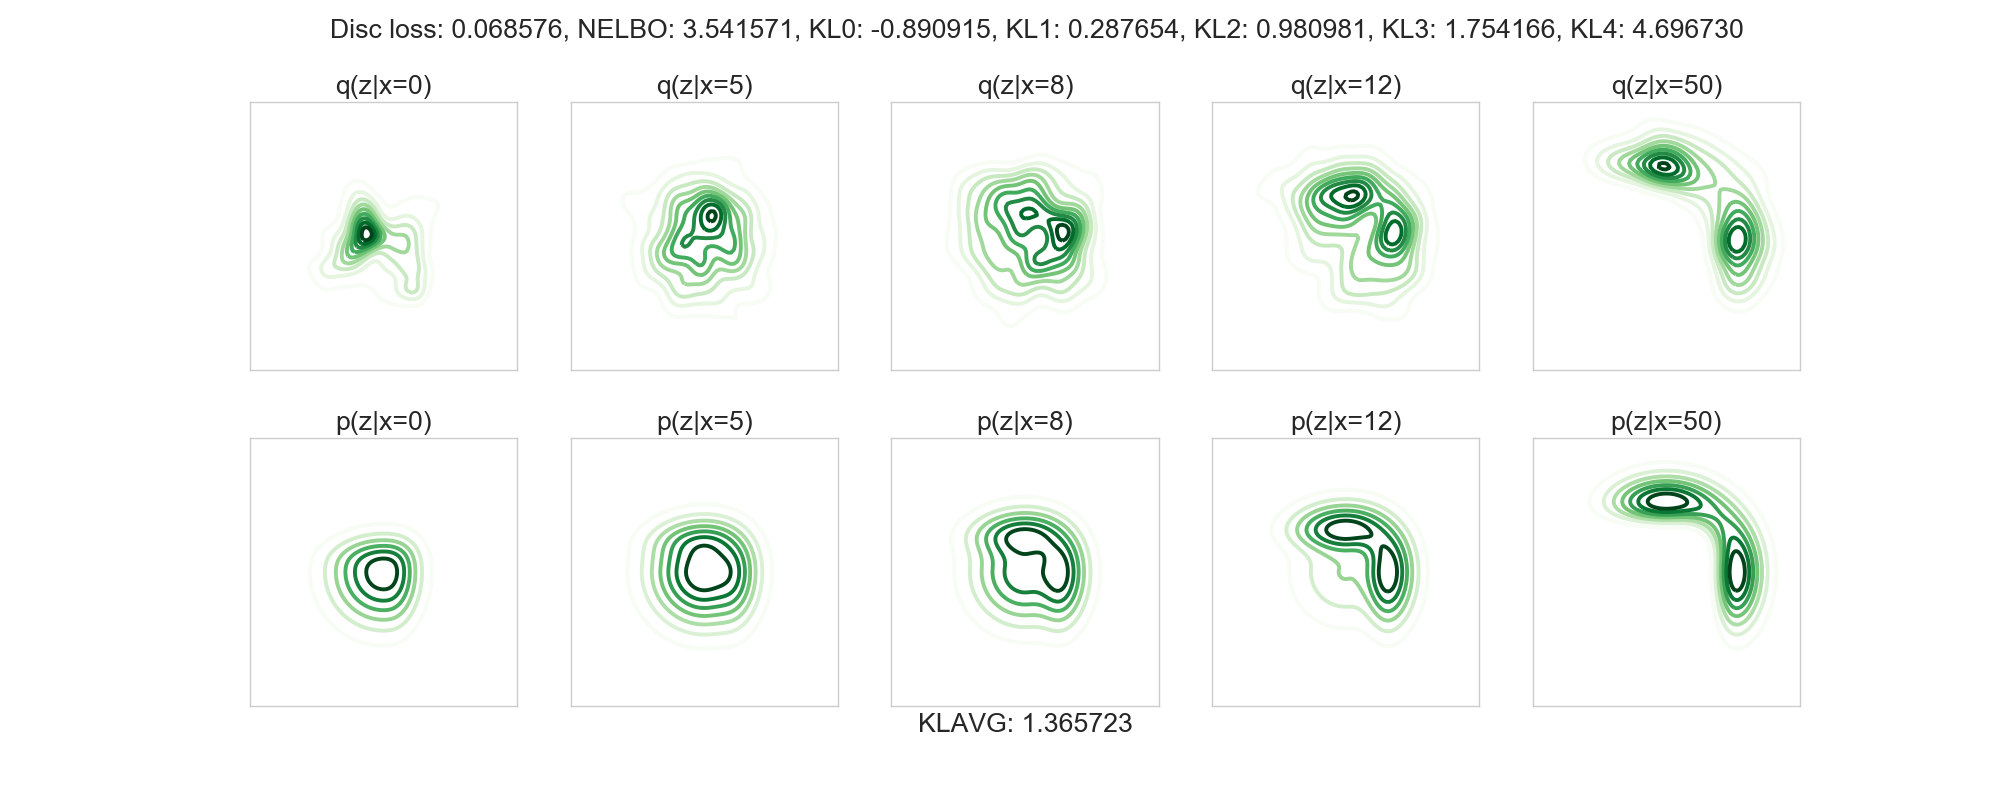 Disc loss: 0.068576, NELBO: 3.541571, KL0: -0.890915, KL1: 0.287654, KL2: 0.980981, KL3: 1.754166, KL4: 4.696730
q(z|x=0) q(z|x=5) q(z|x=8) q(z|x=12) q(z|x=50)
p(z|x=0) p(z|x=5) p(z|x=8) p(z|x=12) p(z|x=50)
KLAVG: 1.365723